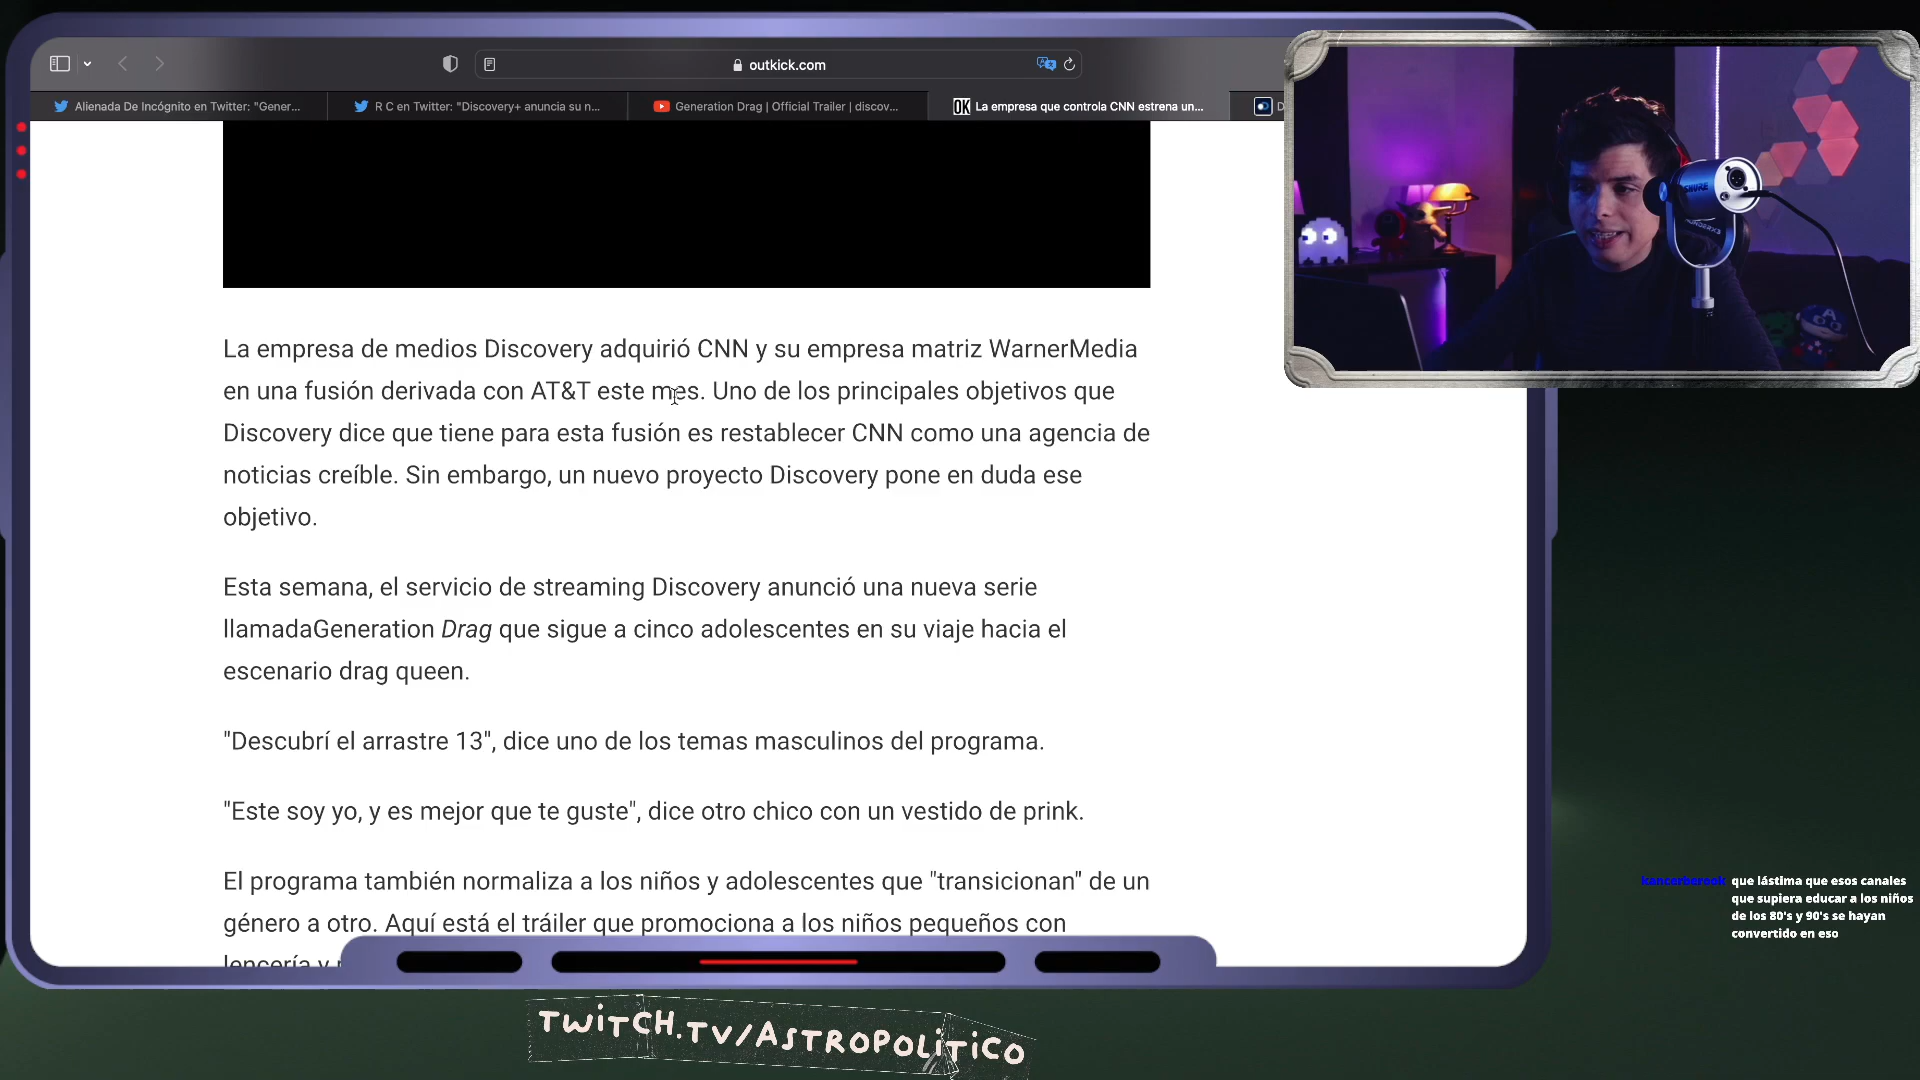 outkick.com
Alienada De Incógnito en Twitter: "Gener...
R C en Twitter: "Discovery+ anuncia su n...
Generation Drag | Official Trailer | discov...
OK La empresa que controla CNN estrena un...
D
SHURE
La empresa de medios Discovery adquirió CNN y su empresa matriz WarnerMedia
en una fusión derivada con AT&T este mes. Uno de los principales objetivos que
Discovery dice que tiene para esta fusión es restablecer CNN como una agencia de
noticias creíble. Sin embargo, un nuevo proyecto Discovery pone en duda ese
objetivo.
Esta semana, el servicio de streaming Discovery anunció una nueva serie
llamadaGeneration Drag que sigue a cinco adolescentes en su viaje hacia el
escenario drag queen.
"Descubrí el arrastre 13", dice uno de los temas masculinos del programa.
"Este soy yo, y es mejor que te guste", dice otro chico con un vestido de prink.
El programa también normaliza a los niños y adolescentes que "transicionan" de un
género a otro. Aquí está el tráiler que promociona a los niños pequeños con
lencería y
kancerberook que lástima que esos canales
que supiera educar a los niños
de los 80's y 90's se hayan
convertido en eso
TWiTCH.TV/ASTROPOLiTiCO